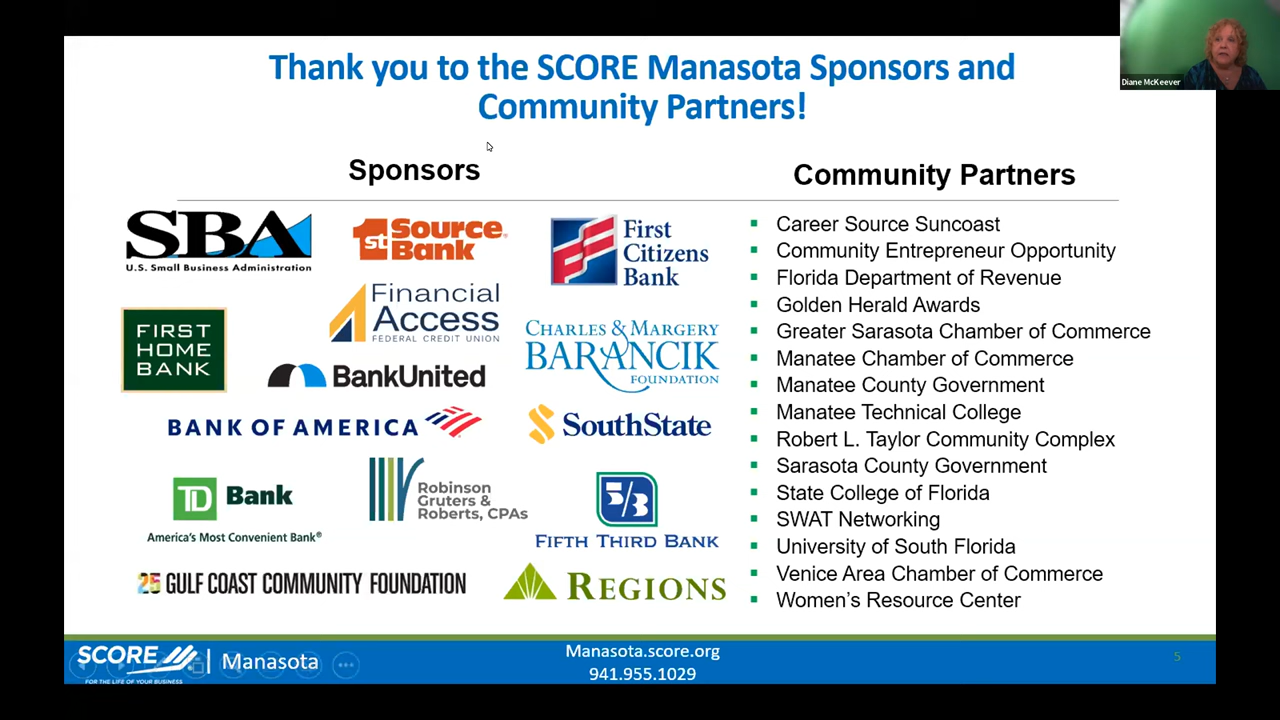 Thank you to the SCORE Manasota Sponsors and
Community Partners!
Diane McKeever
Sponsors
SBA
U.S. Small Business Administration
1st Source
Bank
First
Citizens
Bank
FIRST
HOME
BANK
Financial
Access
FEDERAL CREDIT UNION
BankUnited
CHARLES & MARGERY
BARANCIK
FOUNDATION
BANK OF AMERICA
SouthState
TD Bank
America's Most Convenient Bank®
Robinson
Gruters &
Roberts, CPAs
5/3
FIFTH THIRD BANK
25 GULF COAST COMMUNITY FOUNDATION
REGIONS
Community Partners
Career Source Suncoast
Community Entrepreneur Opportunity
Florida Department of Revenue
Golden Herald Awards
Greater Sarasota Chamber of Commerce
Manatee Chamber of Commerce
Manatee County Government
Manatee Technical College
Robert L. Taylor Community Complex
Sarasota County Government
State College of Florida
SWAT Networking
University of South Florida
Venice Area Chamber of Commerce
Women's Resource Center
SCORE | Manasota
FOR THE LIFE OF YOUR BUSINESS
Manasota.score.org
941.955.1029
5